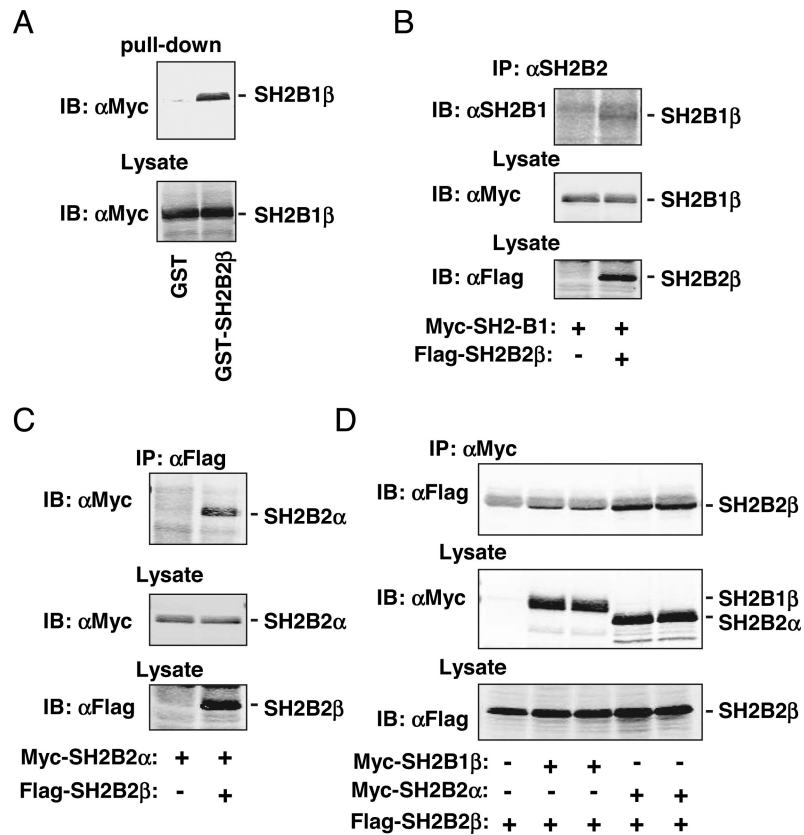 A
pull-down
IB: αMyc - SH2B1β
Lysate
IB: αMyc - SH2B1β
GST
GST-SH2B2β
B
IP: αSH2B2
IB: αSH2B1 - SH2B1β
Lysate
IB: αMyc - SH2B1β
Lysate
IB: αFlag - SH2B2β
Myc-SH2-B1: + +
Flag-SH2B2β: - +
C
IP: αFlag
IB: αMyc - SH2B2α
Lysate
IB: αMyc - SH2B2α
Lysate
IB: αFlag - SH2B2β
Myc-SH2B2α: + +
Flag-SH2B2β: - +
D
IP: αMyc
IB: αFlag - SH2B2β
Lysate
IB: αMyc - SH2B1β
- SH2B2α
Lysate
IB: αFlag - SH2B2β
Myc-SH2B1β: - + + - -
Myc-SH2B2α: - - - + +
Flag-SH2B2β: + + + + +